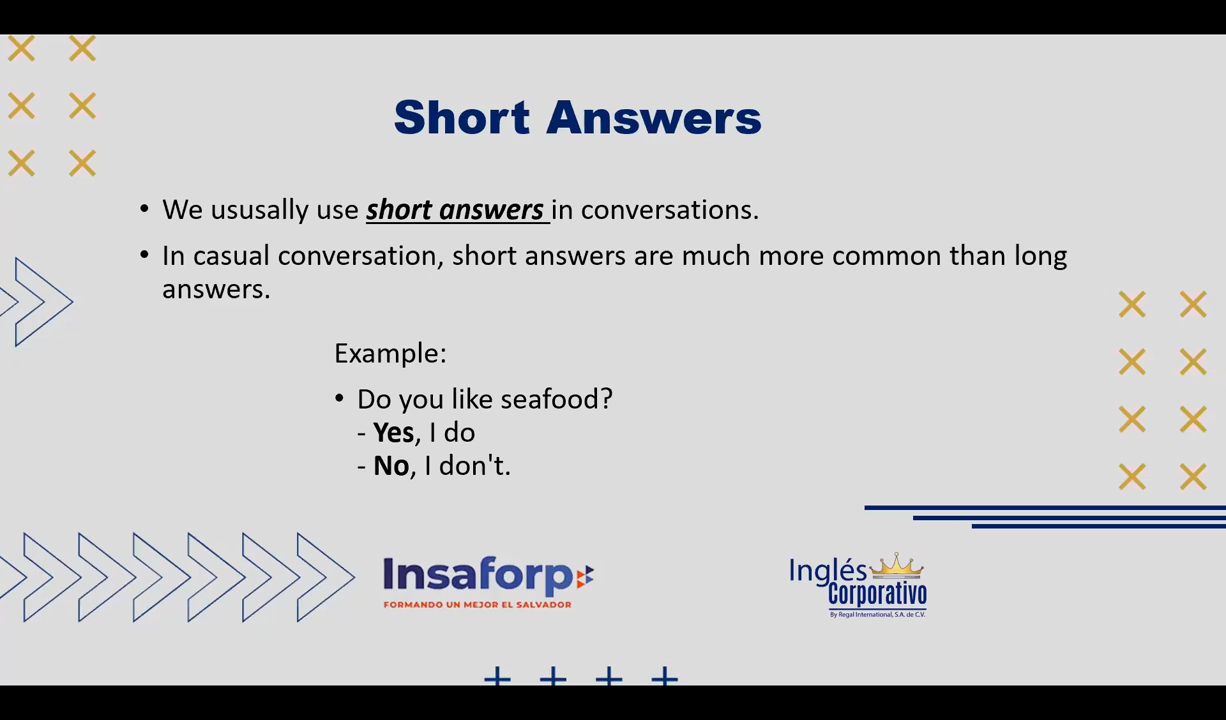 Short Answers
• We ususally use short answers in conversations.
• In casual conversation, short answers are much more common than long
answers.
Example:
• Do you like seafood?
- Yes, I do
- No, I don't.
Insaforp
FORMANDO UN MEJOR EL SALVADOR
Inglés
Corporativo
By Regal International, S.A. de C.V.